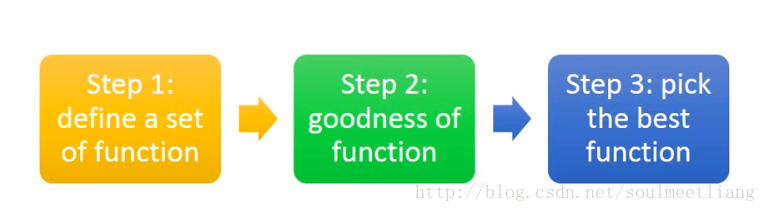 Step 1:
define a set
of function
Step 2:
goodness of
function
Step 3: pick
the best
function
http://blog.csdn.net/soulmeetliang